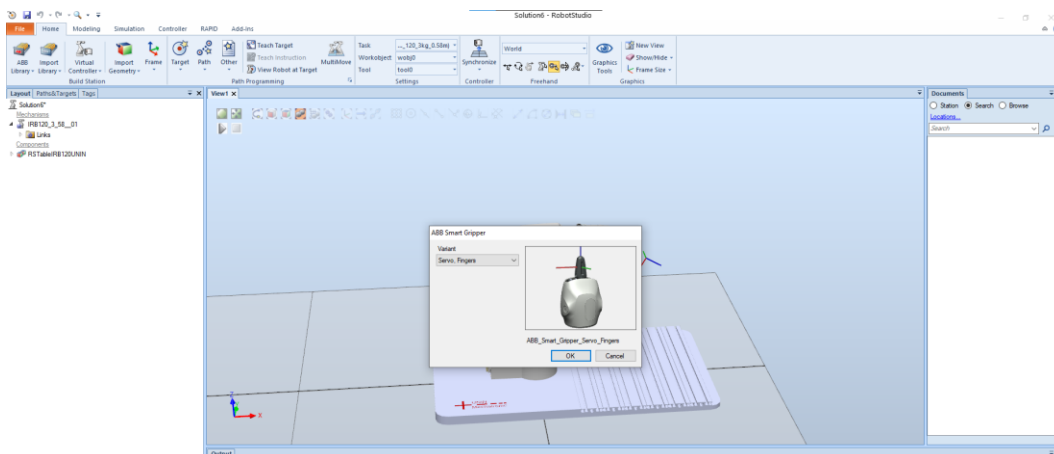 Solution6 - RobotStudio
File Home Modeling Simulation Controller RAPID Add-Ins
ABB Library
Import Library
Virtual Controller
Import Geometry
Frame
Build Station
Target
Path
Other
Teach Target
Teach Instruction
View Robot at Target
MultiMove
Path Programming
Task ..._120_3kg_0.58m)
Workobject wobj0
Tool tool0
Settings
Synchronize
Controller
World
Freehand
Graphics Tools
New View
Show/Hide
Frame Size
Graphics
Layout Paths&Targets Tags
Solution6*
Mechanisms
IRB120_3_58__01
Links
Components
RSTableIRB120UNIN
View1
ABB Smart Gripper
Variant
Servo, Fingers
ABB_Smart_Gripper_Servo_Fingers
OK Cancel
Z
X
Documents
Station Search Browse
Locations...
Search
Output